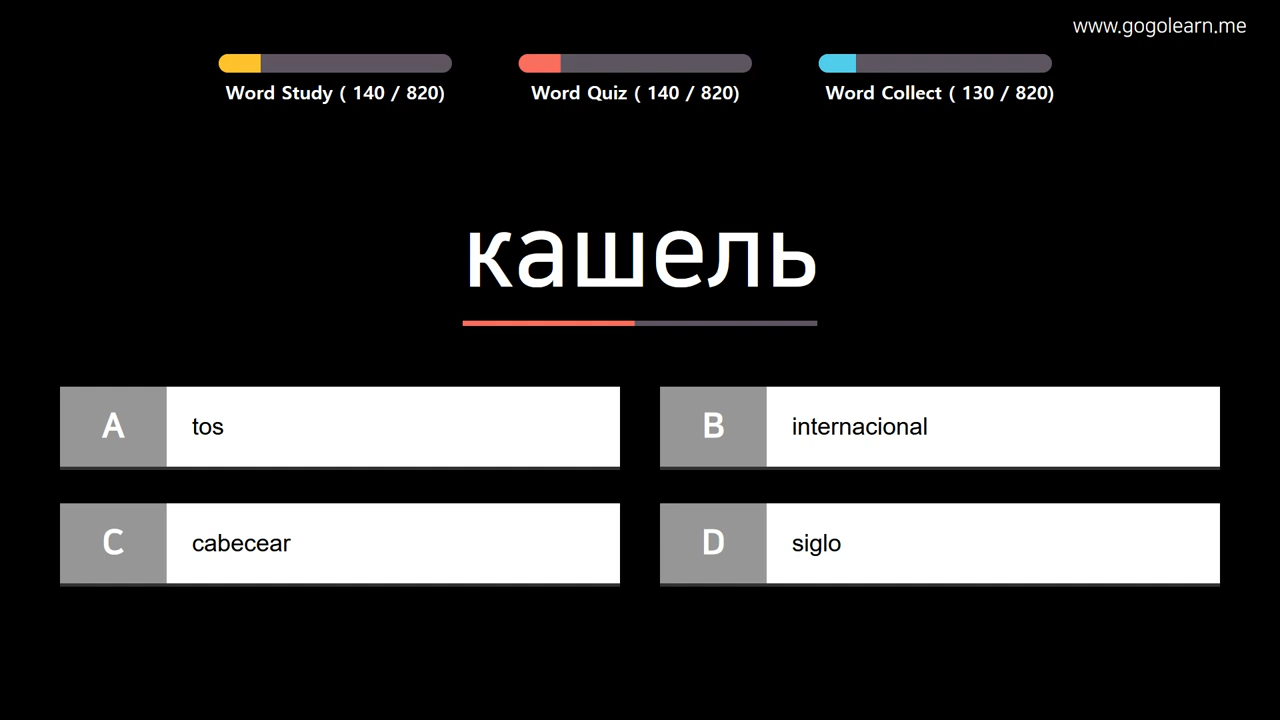 www.gogolearn.me
Word Study ( 140 / 820)
Word Quiz ( 140 / 820)
Word Collect ( 130 / 820)
кашель
A
tos
B
internacional
C
cabecear
D
siglo